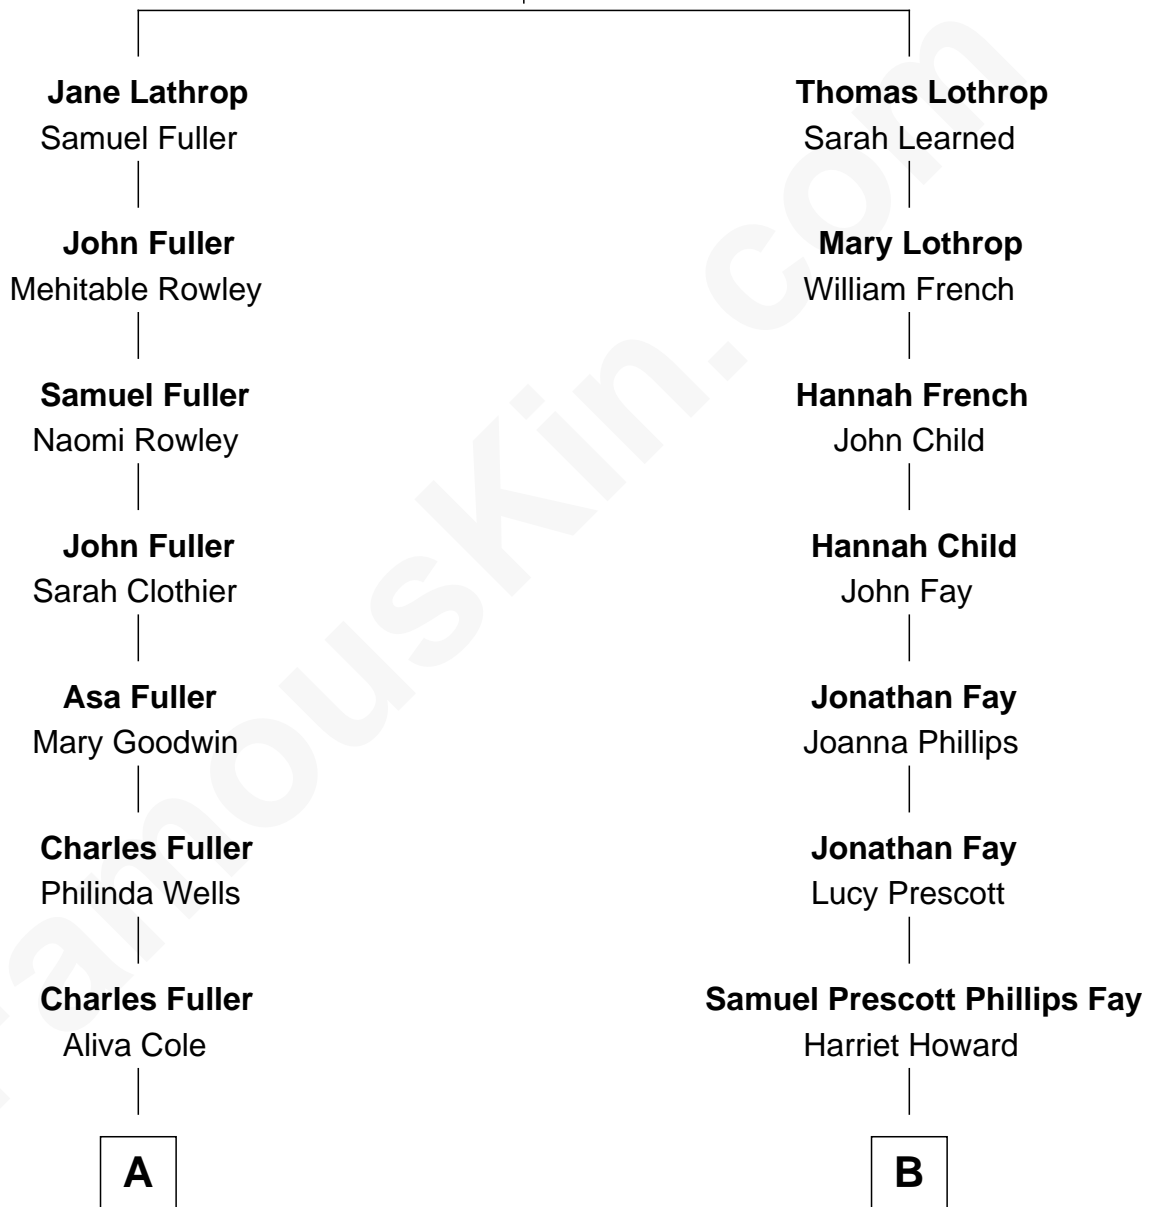 Jane Lathrop
Samuel Fuller
John Fuller
Mehitable Rowley
Samuel Fuller
Naomi Rowley
John Fuller
Sarah Clothier
Asa Fuller
Mary Goodwin
Charles Fuller
Philinda Wells
Charles Fuller
Aliva Cole
A
Thomas Lothrop
Sarah Learned
Mary Lothrop
William French
Hannah French
John Child
Hannah Child
John Fay
Jonathan Fay
Joanna Phillips
Jonathan Fay
Lucy Prescott
Samuel Prescott Phillips Fay
Harriet Howard
B
FamousKin.com